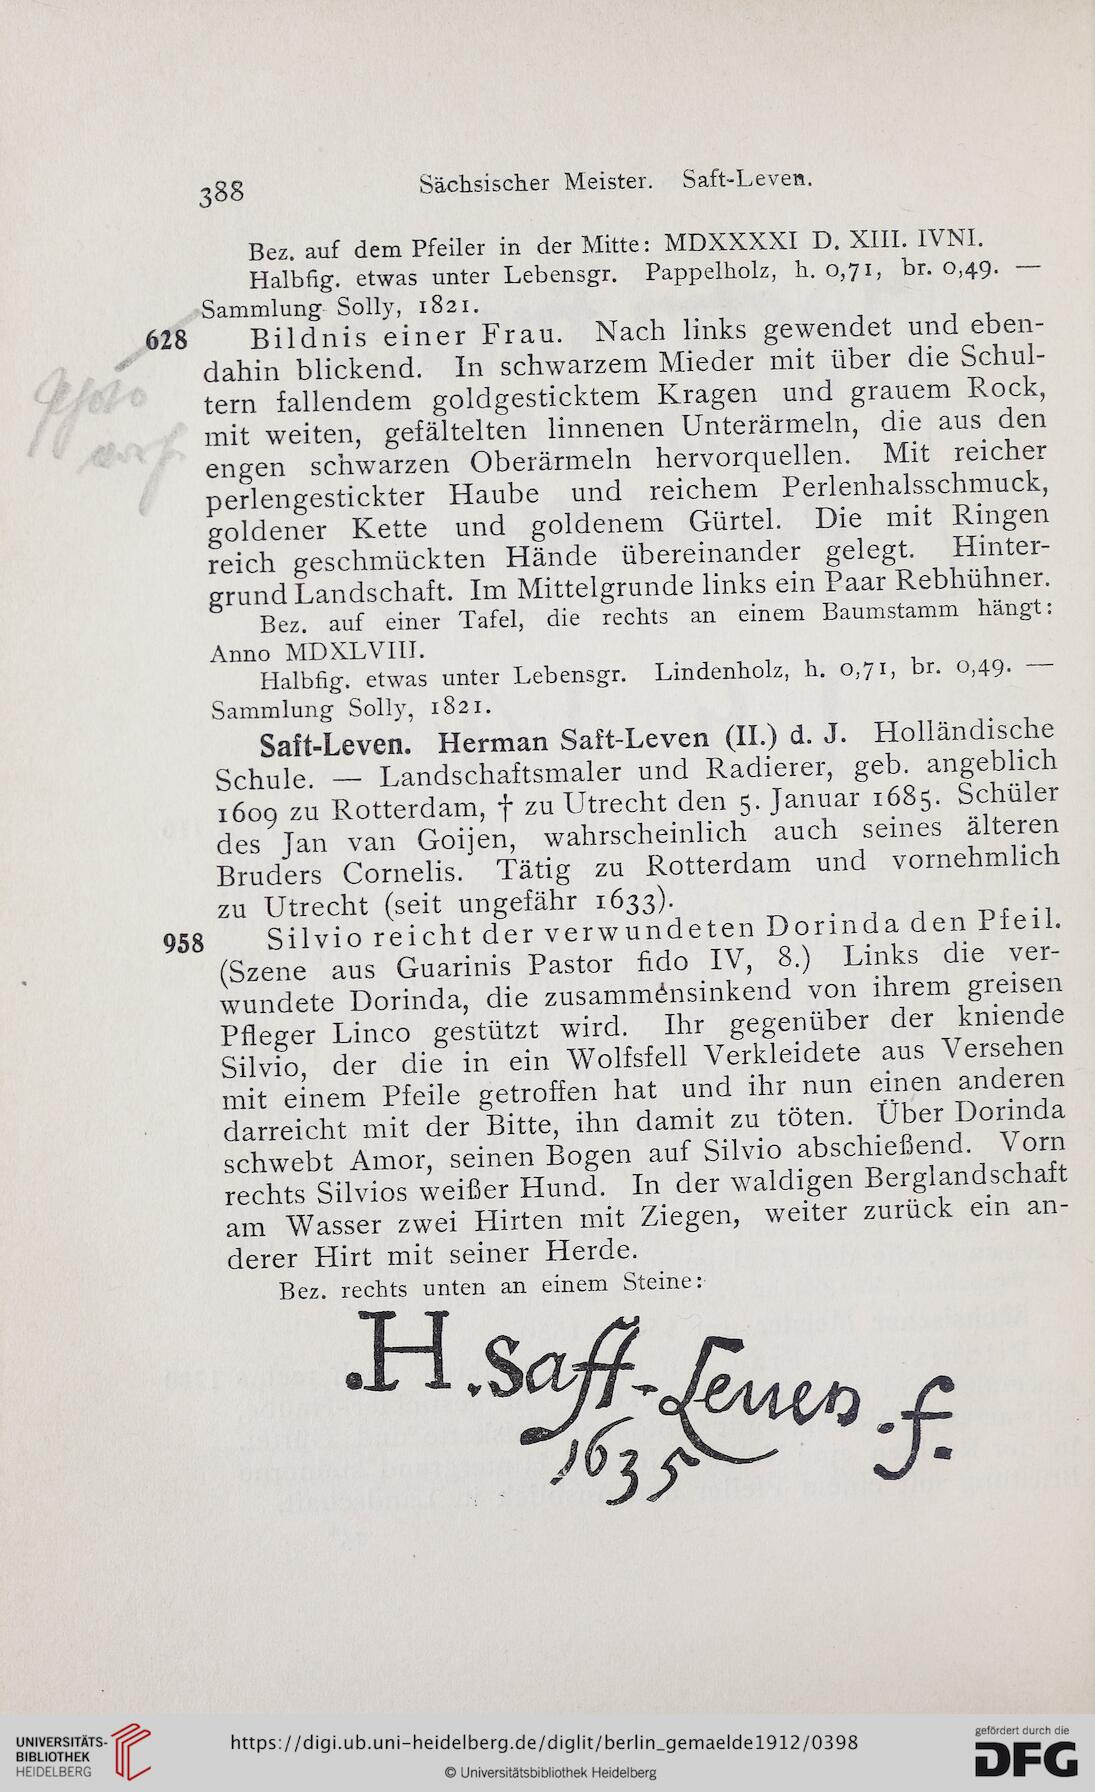 388 Sächsischer Meister. Saft-Leven.
Bez. auf dem Pfeiler in der Mitte: MDXXXXI D. XIII. IVNI.
Halbfig. etwas unter Lebensgr. Pappelholz, h. 0,71, br. 0,49. —
Sammlung Solly, 1821.
628 Bildnis einer Frau. Nach links gewendet und eben-
dahin blickend. In schwarzem Mieder mit über die Schul-
tern fallendem goldgesticktem Kragen und grauem Rock,
mit weiten, gefältelten linnenen Unterärmeln, die aus den
engen schwarzen Oberärmeln hervorquellen. Mit reicher
perlengestickter Haube und reichem Perlenhalsschmuck,
goldener Kette und goldenem Gürtel. Die mit Ringen
reich geschmückten Hände übereinander gelegt. Hinter-
grund Landschaft. Im Mittelgrunde links ein Paar Rebhühner.
Bez. auf einer Tafel, die rechts an einem Baumstamm hängt:
Anno MDXLVIII.
Halbfig. etwas unter Lebensgr. Lindenholz, h. 0,71, br. 0,49. —
Sammlung Solly, 1821.
Saft-Leven. Herman Saft-Leven (II.) d. J. Holländische
Schule. — Landschaftsmaler und Radierer, geb. angeblich
1609 zu Rotterdam, † zu Utrecht den 5. Januar 1685. Schüler
des Jan van Goijen, wahrscheinlich auch seines älteren
Bruders Cornelis. Tätig zu Rotterdam und vornehmlich
zu Utrecht (seit ungefähr 1633).
958 Silvio reicht der verwundeten Dorinda den Pfeil.
(Szene aus Guarinis Pastor fido IV, 8.) Links die ver-
wundete Dorinda, die zusammensinkend von ihrem greisen
Pfleger Linco gestützt wird. Ihr gegenüber der kniende
Silvio, der die in ein Wolfsfell Verkleidete aus Versehen
mit einem Pfeile getroffen hat und ihr nun einen anderen
darreicht mit der Bitte, ihn damit zu töten. Über Dorinda
schwebt Amor, seinen Bogen auf Silvio abschießend. Vorn
rechts Silvios weißer Hund. In der waldigen Berglandschaft
am Wasser zwei Hirten mit Ziegen, weiter zurück ein an-
derer Hirt mit seiner Herde.
Bez. rechts unten an einem Steine:
.H.saft-Leuen.f.
1635
UNIVERSITÄTS-
BIBLIOTHEK
HEIDELBERG
https://digi.ub.uni-heidelberg.de/diglit/berlin_gemaelde1912/0398
© Universitätsbibliothek Heidelberg
gefördert durch die
DFG